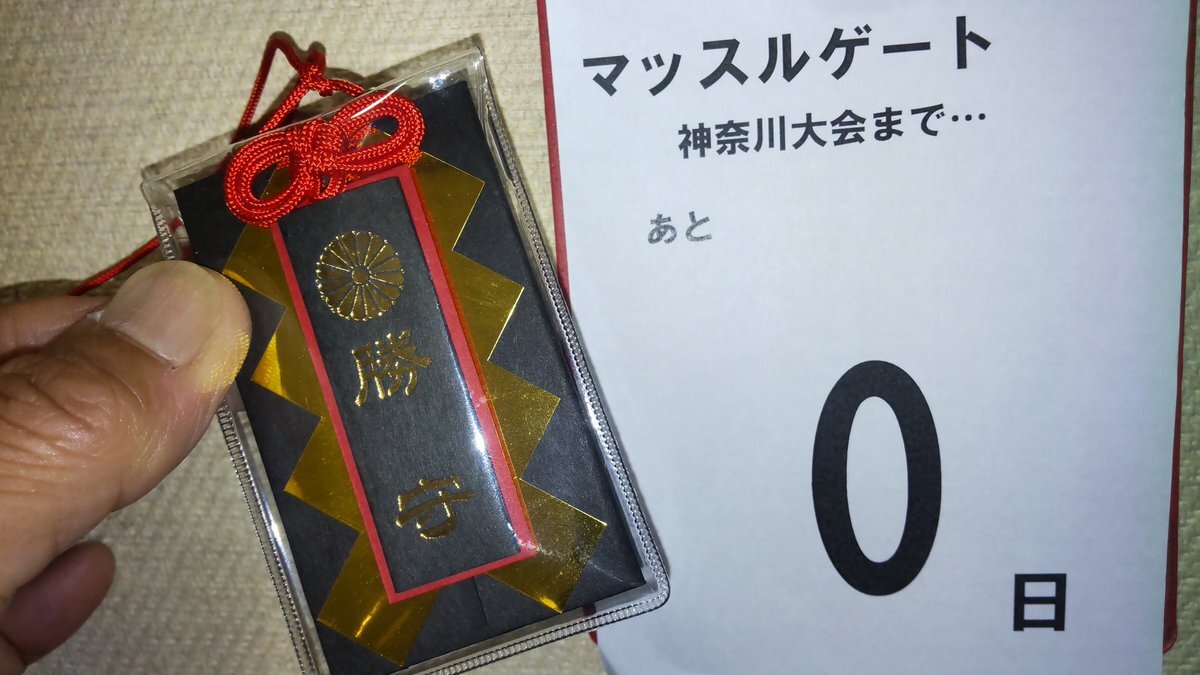 勝守
マッスルゲート
神奈川大会まで…
あと
0
日